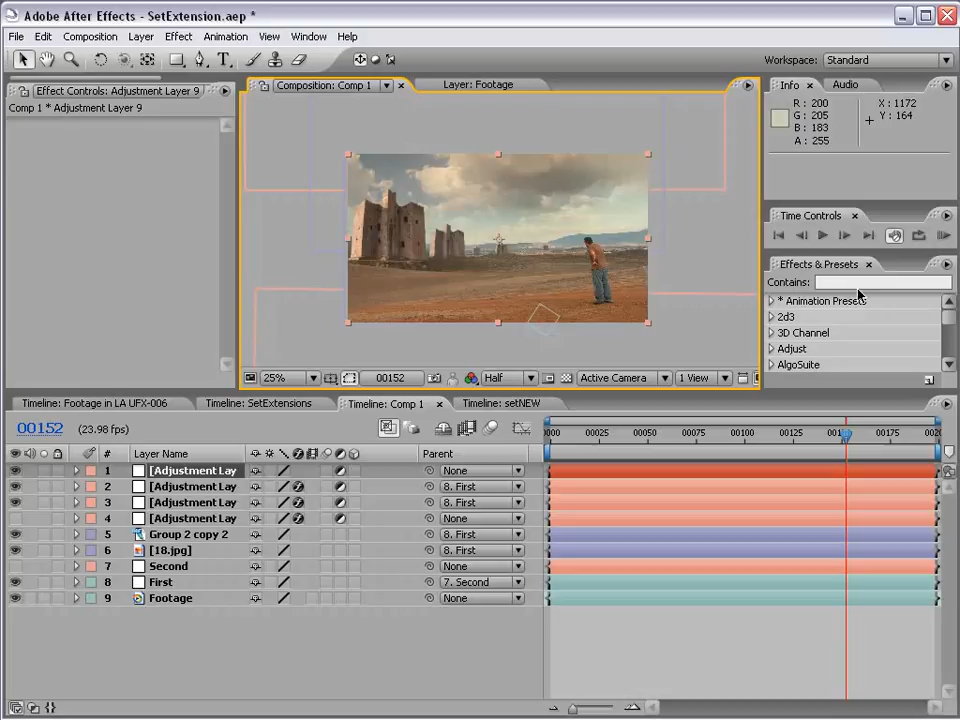 Adobe After Effects - SetExtension.aep *
File Edit Composition Layer Effect Animation View Window Help
Workspace: Standard
Effect Controls: Adjustment Layer 9
Comp 1 * Adjustment Layer 9
Composition: Comp 1
Layer: Footage
25%
00152
Half
Active Camera
1 View
Info
Audio
R : 200
G : 205
B : 183
A : 255
X : 1172
Y : 164
Time Controls
Effects & Presets
Contains:
* Animation Presets
2d3
3D Channel
Adjust
AlgoSuite
Timeline: Footage in LA UFX-006
Timeline: SetExtensions
Timeline: Comp 1
Timeline: setNEW
00152 (23.98 fps)
00025 00050 00075 00100 00125 00175
# Layer Name Parent
1 [Adjustment Lay None
2 [Adjustment Lay 8. First
3 [Adjustment Lay 8. First
4 [Adjustment Lay None
5 Group 2 copy 2 8. First
6 [18.jpg] 8. First
7 Second None
8 First 7. Second
9 Footage None